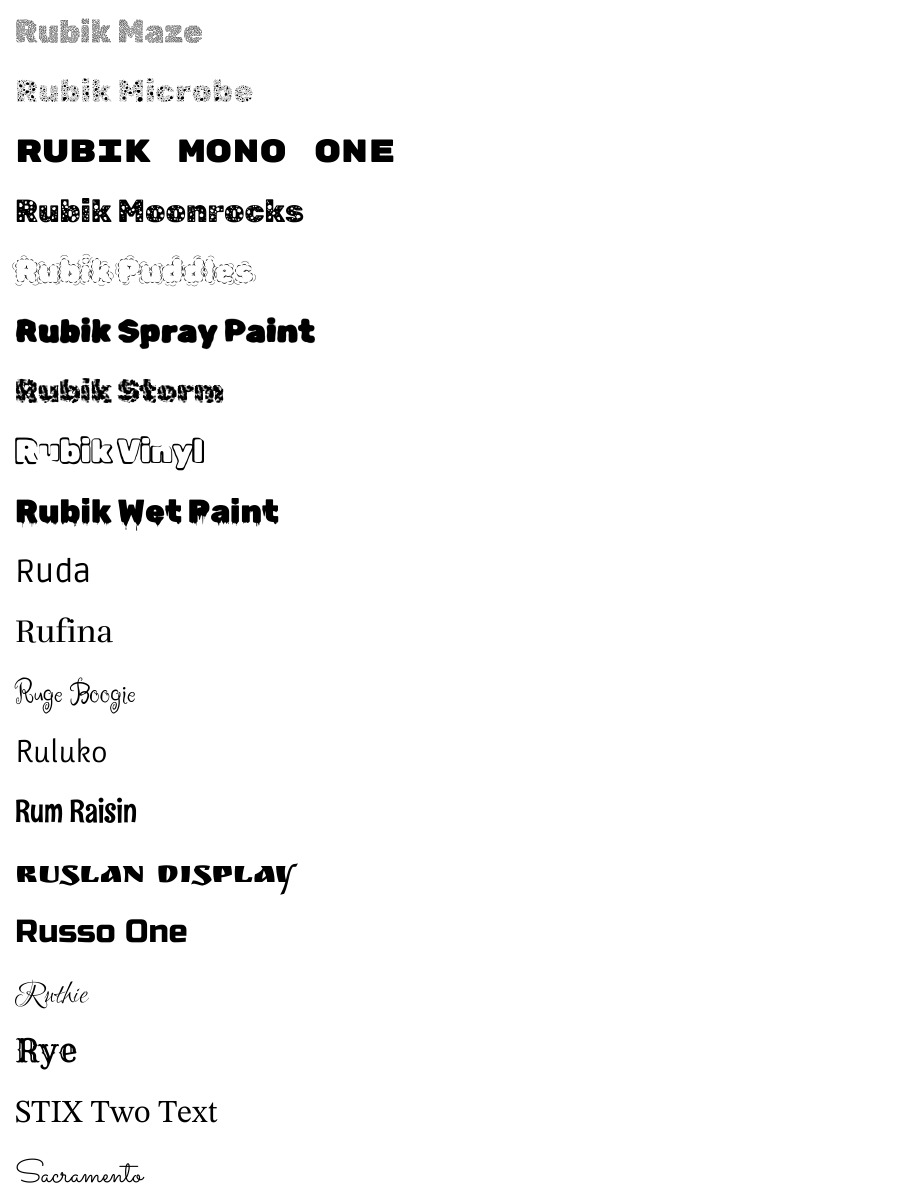 Rubik Maze
Rubik Microbe
RUBIK MONO ONE
Rubik Moonrocks
Rubik Puddles
Rubik Spray Paint
Rubik Storm
Rubik Vinyl
Rubik Wet Paint
Ruda
Rufina
Ruge Boogie
Ruluko
Rum Raisin
RUSLAN DISPLAY
Russo One
Ruthie
Rye
STIX Two Text
Sacramento